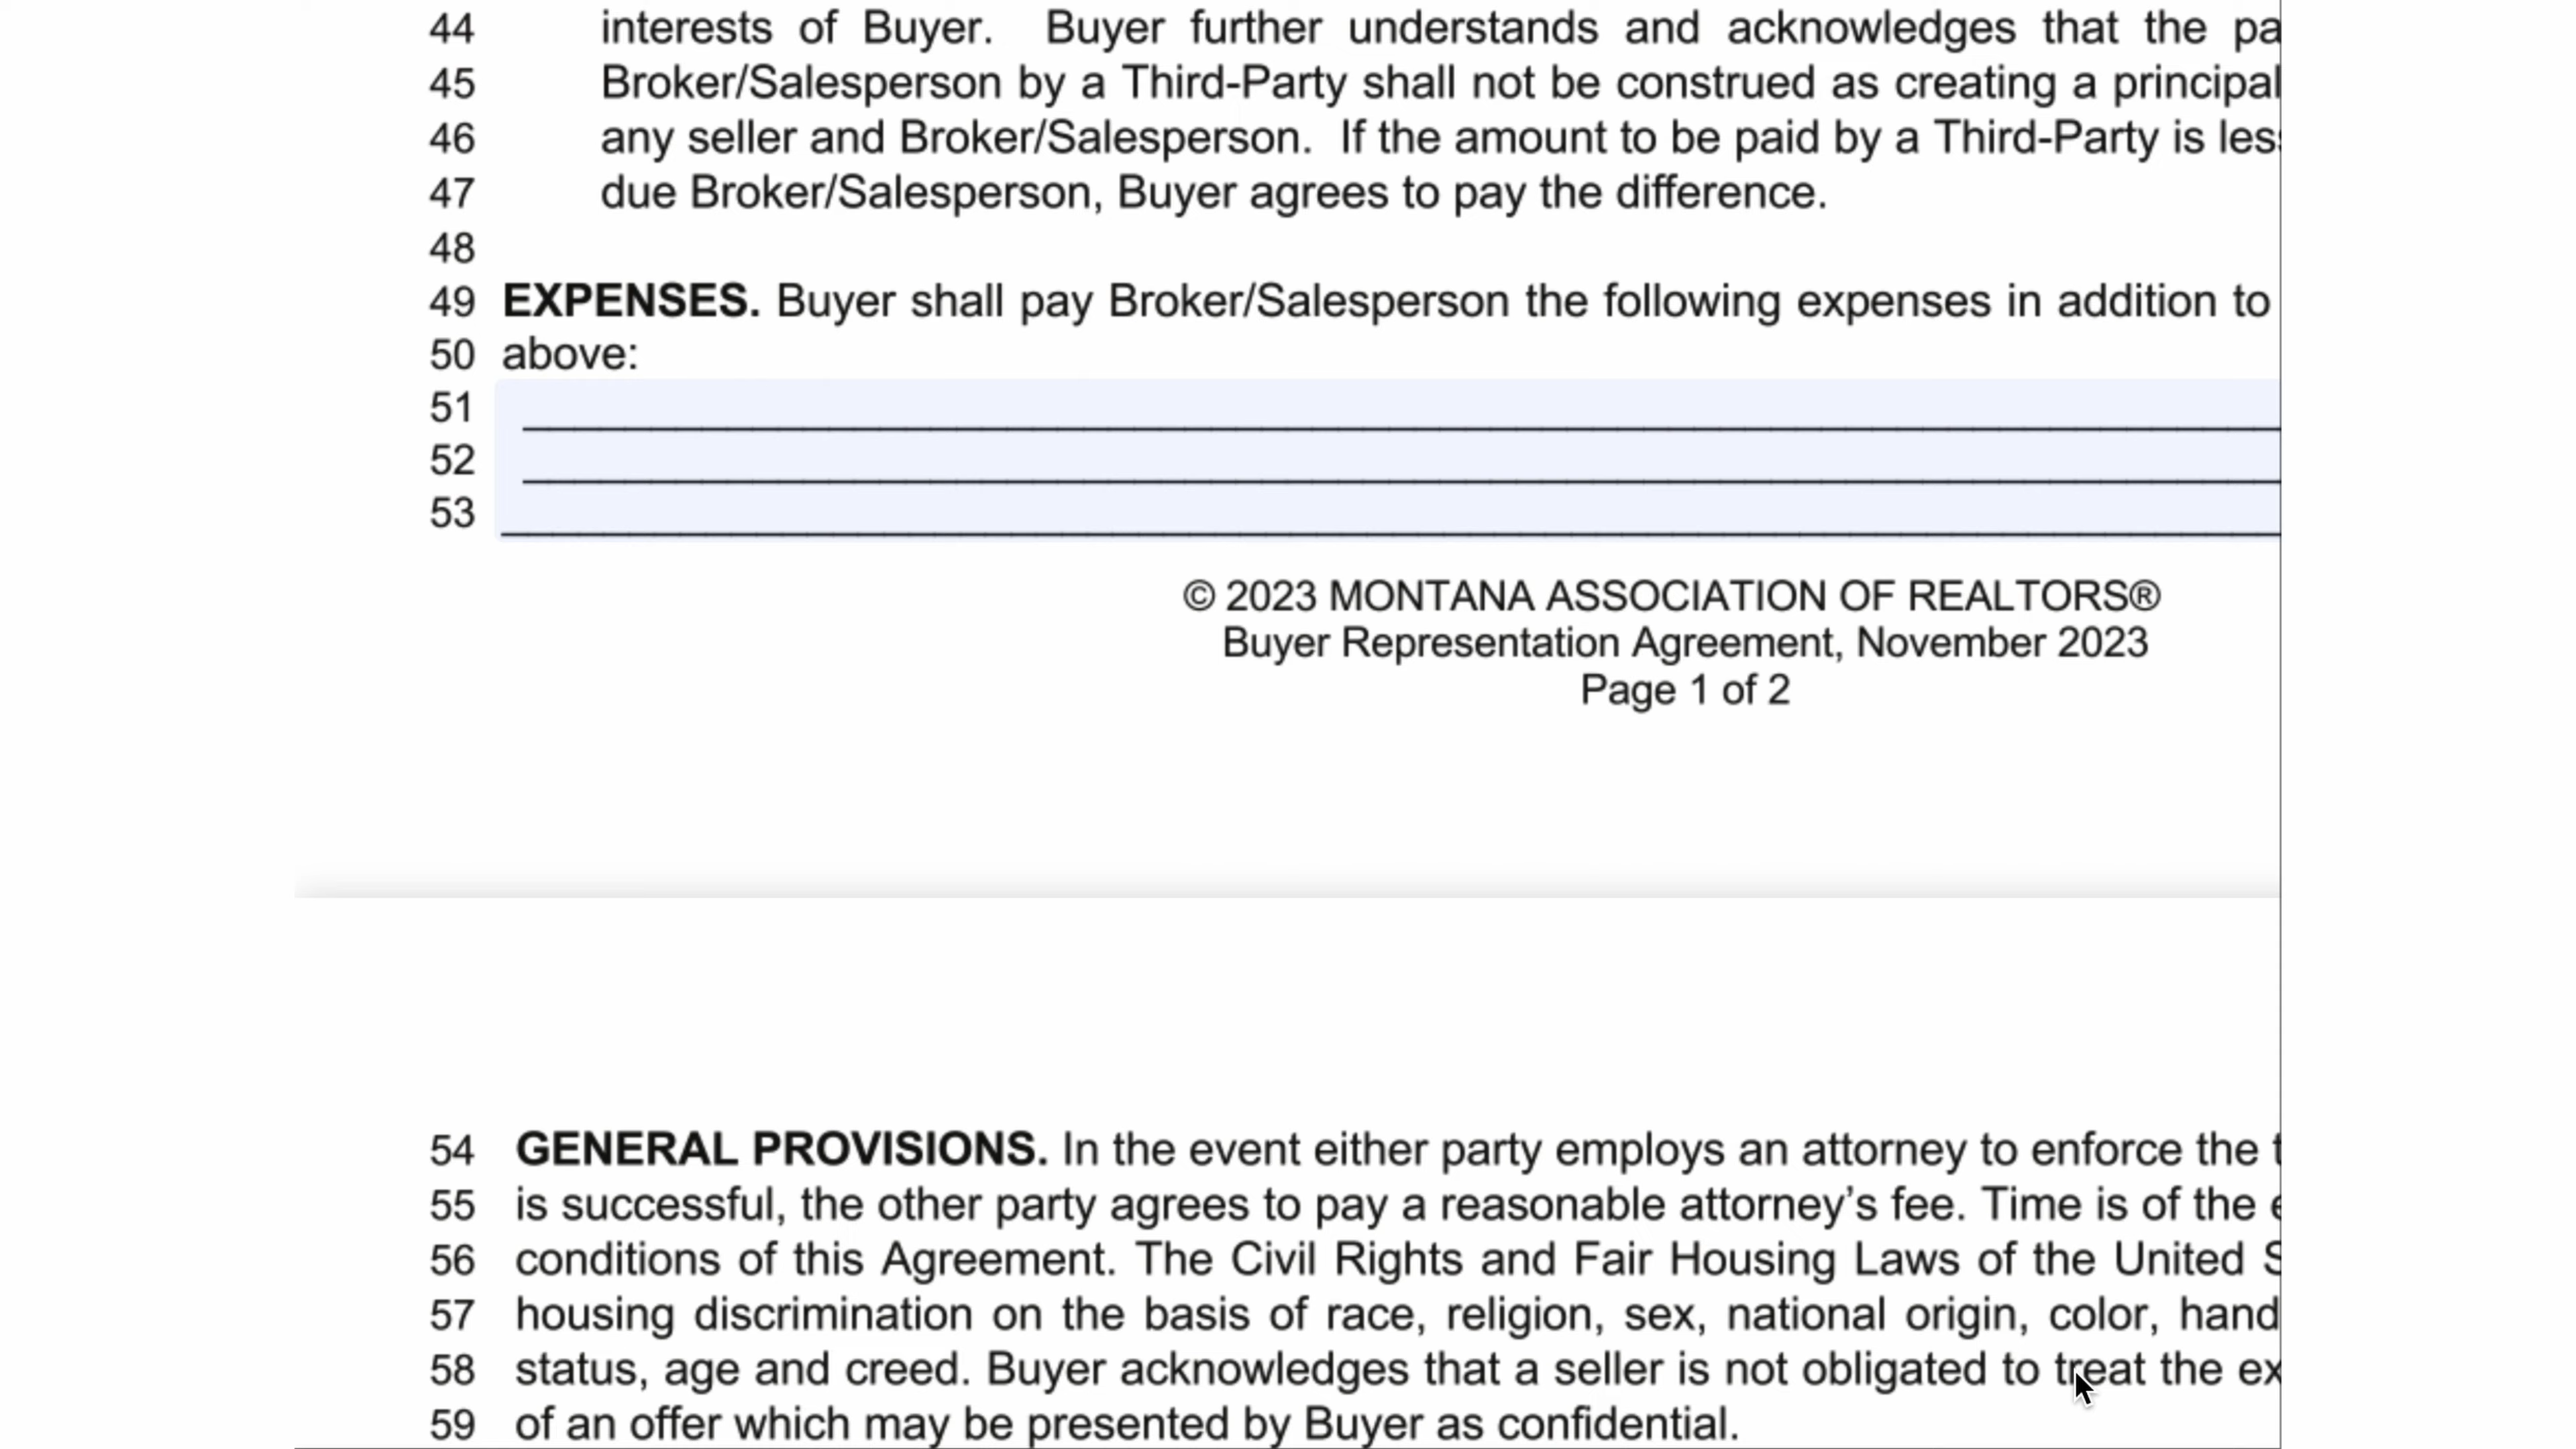 44 interests of Buyer. Buyer further understands and acknowledges that the
45 Broker/Salesperson by a Third-Party shall not be construed as creating a principal
46 any seller and Broker/Salesperson. If the amount to be paid by a Third-Party is
47 due Broker/Salesperson, Buyer agrees to pay the difference.
48
49 EXPENSES. Buyer shall pay Broker/Salesperson the following expenses in addition to
50 above:
51
52
53
© 2023 MONTANA ASSOCIATION OF REALTORS®
Buyer Representation Agreement, November 2023
Page 1 of 2
54 GENERAL PROVISIONS. In the event either party employs an attorney to enforce the
55 is successful, the other party agrees to pay a reasonable attorney’s fee. Time is of the
56 conditions of this Agreement. The Civil Rights and Fair Housing Laws of the United
57 housing discrimination on the basis of race, religion, sex, national origin, color,
58 status, age and creed. Buyer acknowledges that a seller is not obligated to treat the
59 of an offer which may be presented by Buyer as confidential.